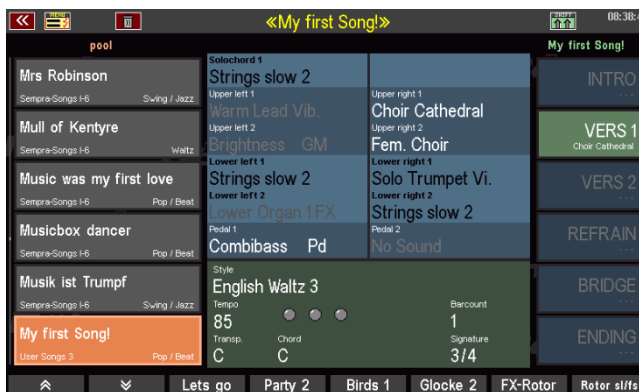 MENU
«My first Song!»
SHIFT
08:38:4
pool
My first Song!
Mrs Robinson
Sempra-Songs I-6 Swing / Jazz
Mull of Kentyre
Sempra-Songs I-6 Waltz
Music was my first love
Sempra-Songs I-6 Pop / Beat
Musicbox dancer
Sempra-Songs I-6 Pop / Beat
Musik ist Trumpf
Sempra-Songs I-6 Swing / Jazz
My first Song!
User Songs 3 Pop / Beat
Solochord 1
Strings slow 2
Upper left 1
Warm Lead Vib.
Upper left 2
Brightness GM
Lower left 1
Strings slow 2
Lower left 2
Lower Organ 1 FX
Pedal 1
Combibass Pd
Upper right 1
Choir Cathedral
Upper right 2
Fem. Choir
Lower right 1
Solo Trumpet Vi.
Lower right 2
Strings slow 2
Pedal 2
No Sound
Style
English Waltz 3
Tempo
85
Barcount
1
Transp.
C
Chord
C
Signature
3/4
INTRO
---
VERS 1
Choir Cathedral
VERS 2
---
REFRAIN
---
BRIDGE
---
ENDING
---
Lets go Party 2 Birds 1 Glocke 2 FX-Rotor Rotor sl/fs